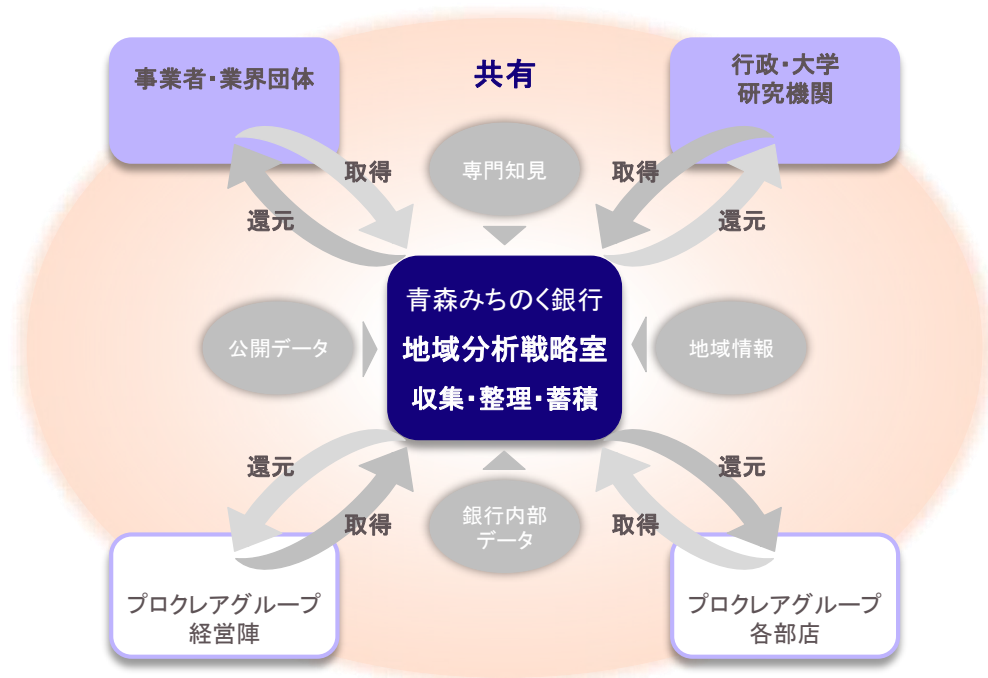 共有
事業者・業界団体
行政・大学
研究機関
専門知見
取得
取得
還元
還元
青森みちのく銀行
地域分析戦略室
収集・整理・蓄積
公開データ
地域情報
還元
還元
銀行内部
データ
取得
取得
プロクレアグループ
経営陣
プロクレアグループ
各部店